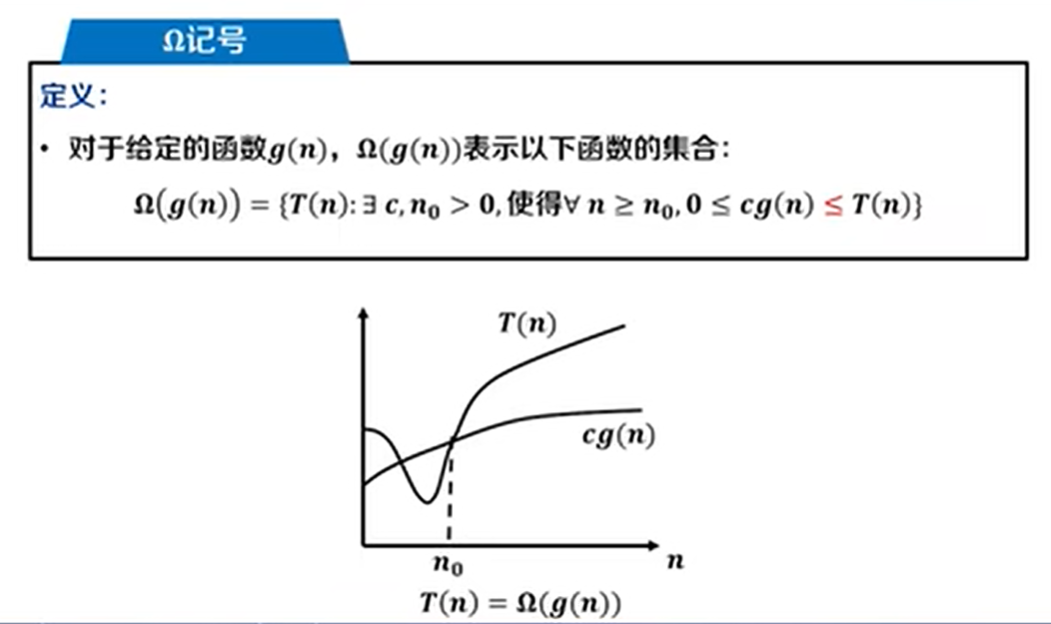 Ω记号
定义：
• 对于给定的函数g(n)，Ω(g(n))表示以下函数的集合：
Ω(g(n)) = {T(n): ∃ c, n₀ > 0, 使得∀ n ≥ n₀, 0 ≤ cg(n) ≤ T(n)}
T(n)
cg(n)
n₀
n
T(n) = Ω(g(n))